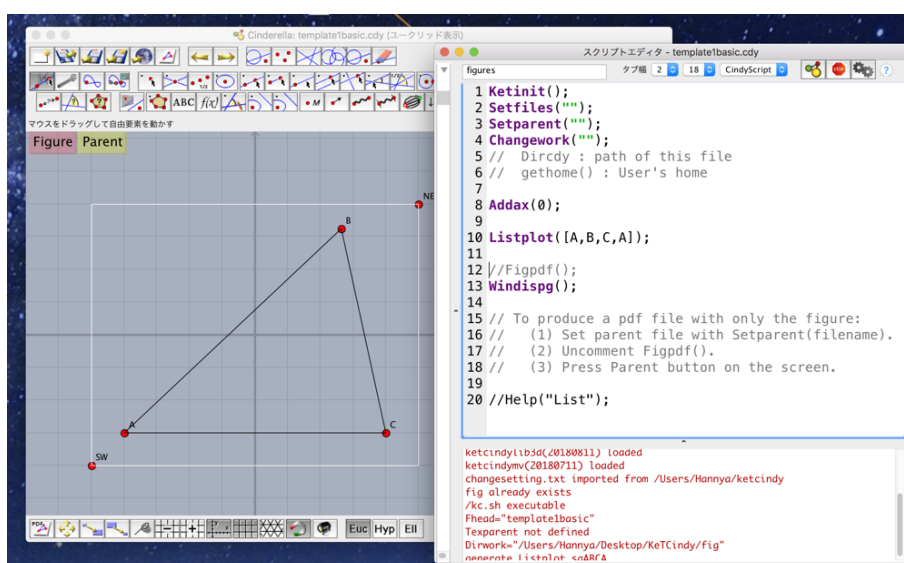 Cinderella: template1basic.cdy (ユークリッド表示)
ABC f(x)
M
マウスをドラッグして自由要素を動かす
Figure Parent
NE
B
A
C
SW
PDF
Euc Hyp Ell
スクリプトエディタ - template1basic.cdy
figures タブ幅 2 18 CindyScript STOP ?
1 Ketinit();
2 Setfiles("");
3 Setparent("");
4 Changework("");
5 //  Dircdy : path of this file
6 //  gethome() : User's home
7
8 Addax(0);
9
10 Listplot([A,B,C,A]);
11
12 //Figpdf();
13 Windispg();
14
15 // To produce a pdf file with only the figure:
16 //   (1) Set parent file with Setparent(filename).
17 //   (2) Uncomment Figpdf().
18 //   (3) Press Parent button on the screen.
19
20 //Help("List");
ketcindylib3d(20180811) loaded
ketcindymv(20180711) loaded
changesetting.txt imported from /Users/Hannya/ketcindy
fig already exists
/kc.sh executable
Fhead="template1basic"
Texparent not defined
Dirwork="/Users/Hannya/Desktop/KeTCindy/fig"
generate Listplot sgABCA